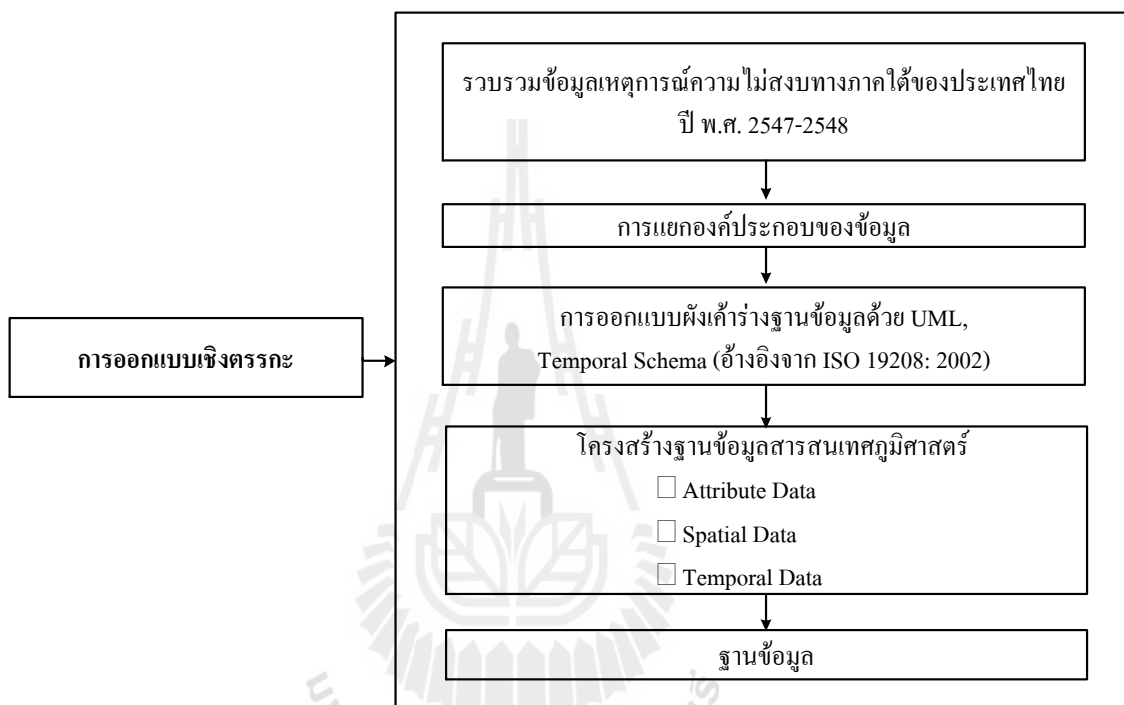 รวบรวมข้อมูลเหตุการณ์ความไม่สงบทางภาคใต้ของประเทศไทย
ปี พ.ศ. 2547-2548
การแยกองค์ประกอบของข้อมูล
การออกแบบเชิงตรรกะ
การออกแบบผังเค้าร่างฐานข้อมูลด้วย UML,
Temporal Schema (อ้างอิงจาก ISO 19208: 2002)
โครงสร้างฐานข้อมูลสารสนเทศภูมิศาสตร์
□ Attribute Data
□ Spatial Data
□ Temporal Data
ฐานข้อมูล